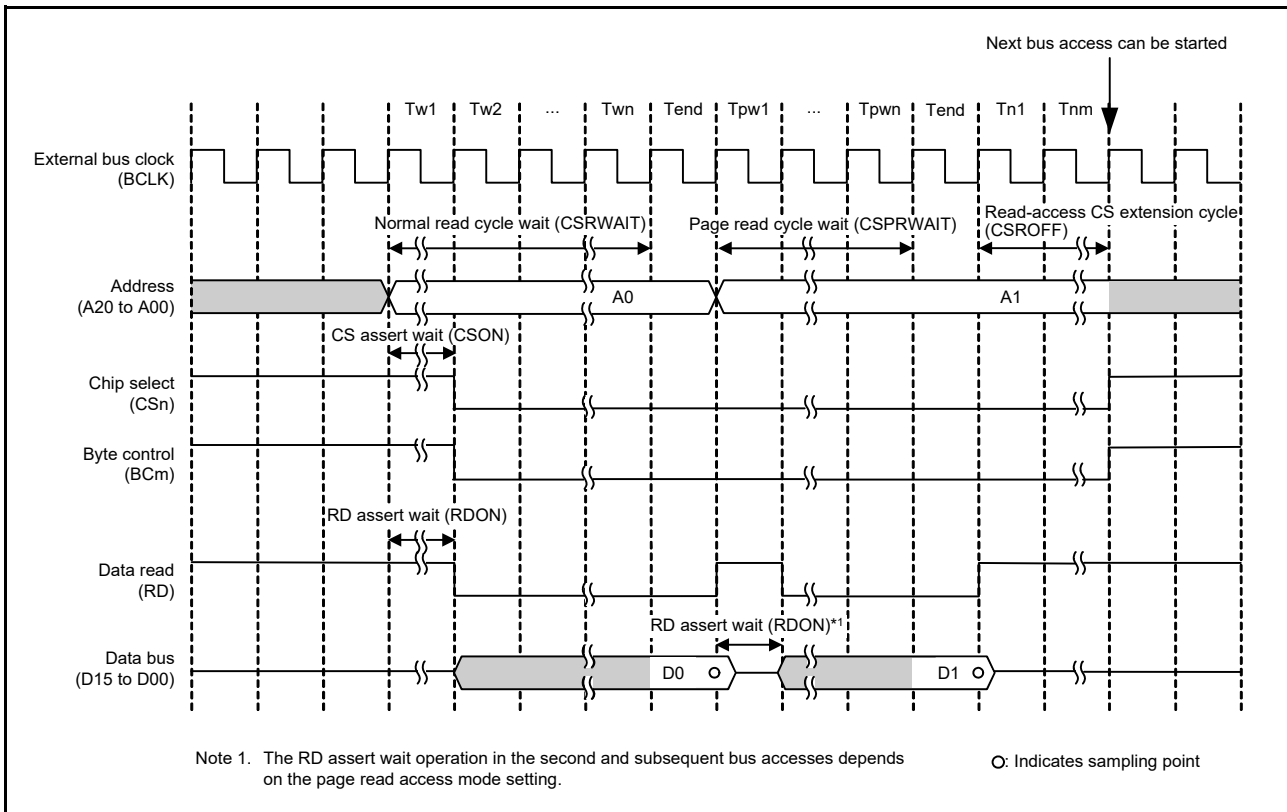 Next bus access can be started
Tw1 Tw2 ... Twn Tend Tpw1 ... Tpwn Tend Tn1 Tnm
External bus clock
(BCLK)
Normal read cycle wait (CSRWAIT)
Page read cycle wait (CSPRWAIT)
Read-access CS extension cycle
(CSROFF)
Address
(A20 to A00)
A0
A1
CS assert wait (CSON)
Chip select
(CSn)
Byte control
(BCm)
RD assert wait (RDON)
Data read
(RD)
RD assert wait (RDON)*1
Data bus
(D15 to D00)
D0
D1
Note 1. The RD assert wait operation in the second and subsequent bus accesses depends
on the page read access mode setting.
: Indicates sampling point